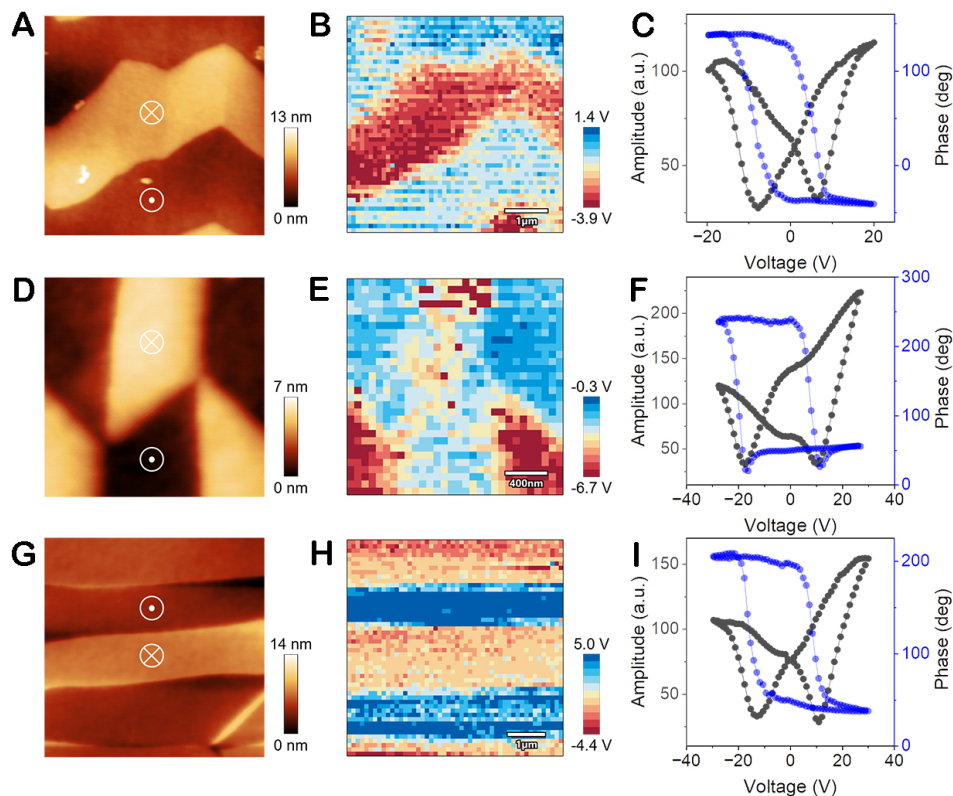 A
13 nm
0 nm
B
1.4 V
-3.9 V
1µm
C
Amplitude (a.u.)
100
50
Phase (deg)
100
0
−20 −10 0 10 20
Voltage (V)
D
7 nm
0 nm
E
-0.3 V
-6.7 V
400nm
F
Amplitude (a.u.)
200
150
100
50
Phase (deg)
300
200
100
0
−40 −20 0 20 40
Voltage (V)
G
14 nm
0 nm
H
5.0 V
-4.4 V
1µm
I
Amplitude (a.u.)
150
100
50
Phase (deg)
200
100
0
−40 −20 0 20 40
Voltage (V)